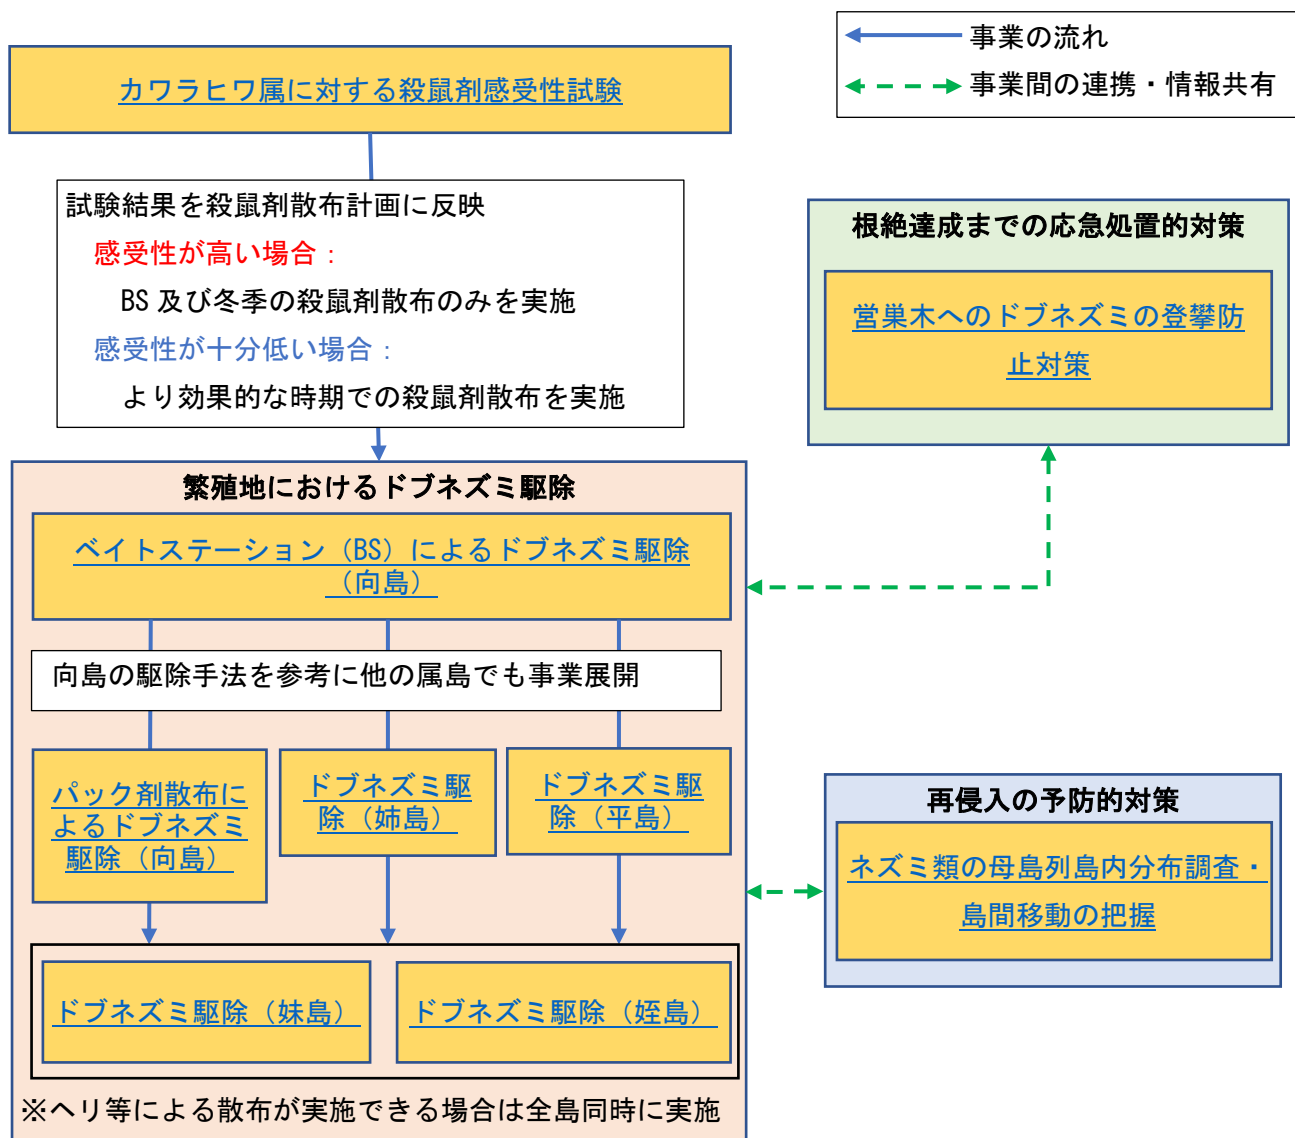 事業の流れ
事業間の連携・情報共有
カワラヒワ属に対する殺鼠剤感受性試験
試験結果を殺鼠剤散布計画に反映
感受性が高い場合：
BS 及び冬季の殺鼠剤散布のみを実施
感受性が十分低い場合：
より効果的な時期での殺鼠剤散布を実施
根絶達成までの応急処置的対策
営巣木へのドブネズミの登攀防
止対策
繁殖地におけるドブネズミ駆除
ベイトステーション（BS）によるドブネズミ駆除
（向島）
向島の駆除手法を参考に他の属島でも事業展開
パック剤散布に
よるドブネズミ
駆除（向島）
ドブネズミ駆
除（姉島）
ドブネズミ駆
除（平島）
再侵入の予防的対策
ネズミ類の母島列島内分布調査・
島間移動の把握
ドブネズミ駆除（妹島）
ドブネズミ駆除（姪島）
※ヘリ等による散布が実施できる場合は全島同時に実施